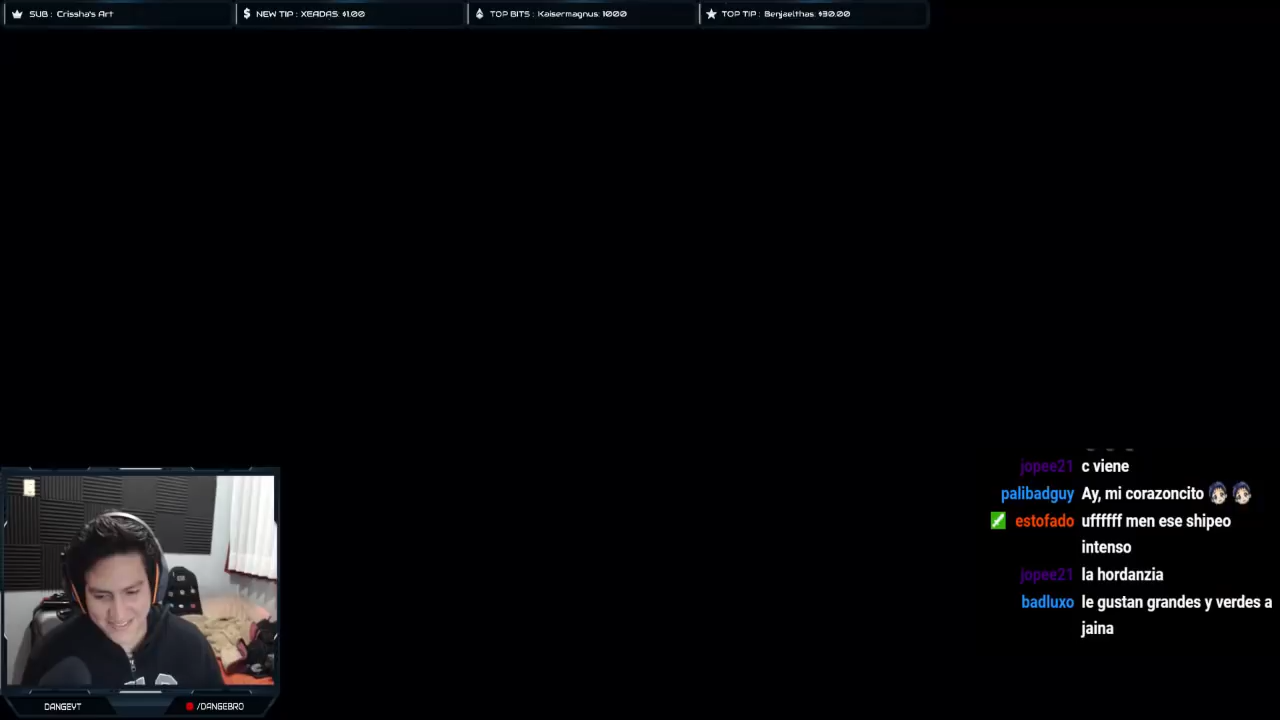 SUB : Crissha's Art
$ NEW TIP : XEADAS: $1.00
TOP BITS : Kaisermagnus: 1000
TOP TIP : Benjaelthas: $30.00
jopee21 c viene
palibadguy Ay, mi corazoncito
estofado uffffff men ese shipeo
intenso
jopee21 la hordanzia
badluxo le gustan grandes y verdes a
jaina
DANGEYT
/DANGEBRO